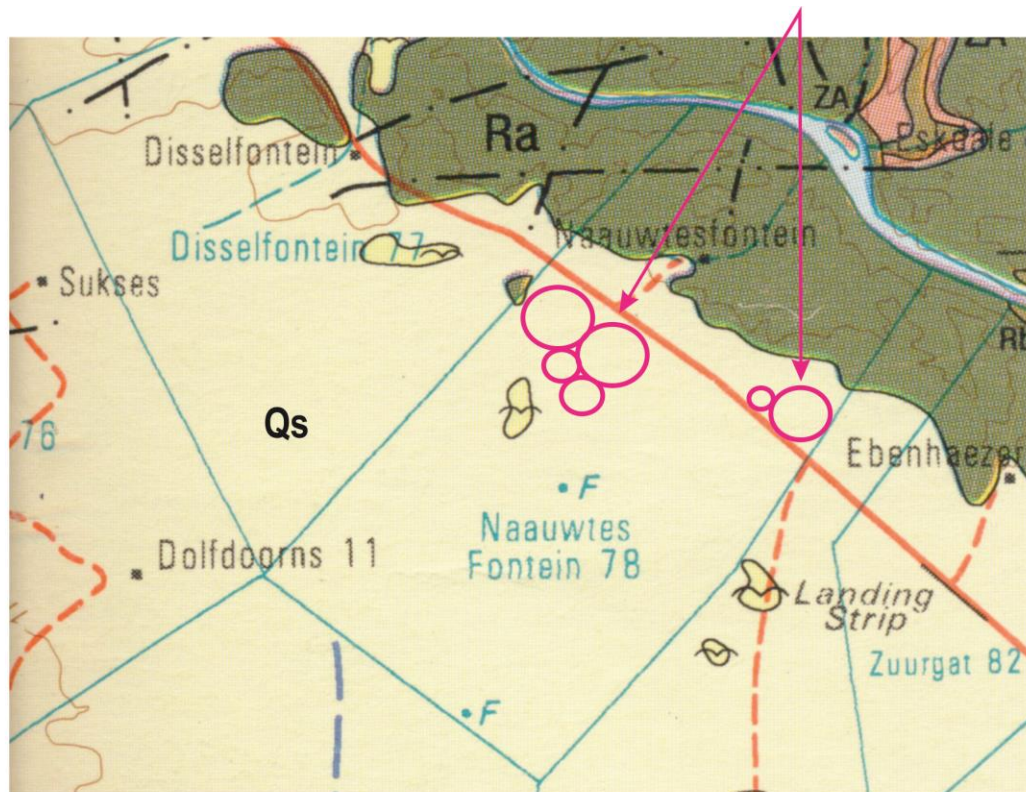 ZA
ZA
Ra
Eskdale
Disselfontein
Naauwtesfontein
Disselfontein 77
Sukses
Rb
Qs
76
Ebenhaezer
F
Naauwtes
Fontein 78
Dolfdoorns 11
Landing
Strip
Zuurgat 82
F